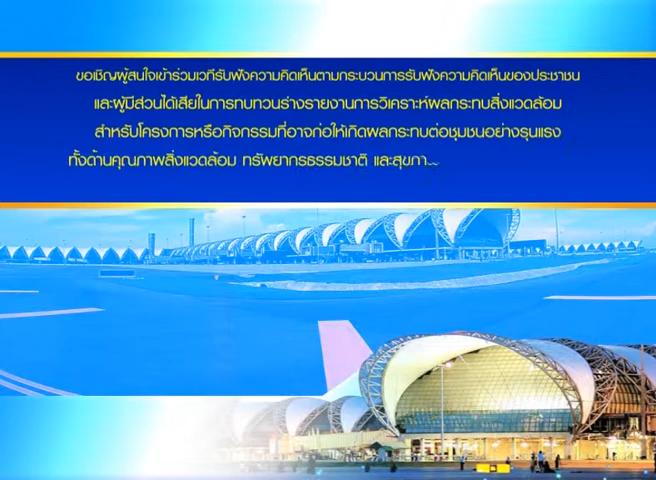 ขอเชิญผู้สนใจเข้าร่วมเวทีรับฟังความคิดเห็นตามกระบวนการรับฟังความคิดเห็นของประชาชน
และผู้มีส่วนได้เสียในการทบทวนร่างรายงานการวิเคราะห์ผลกระทบสิ่งแวดล้อม
สำหรับโครงการหรือกิจกรรมที่อาจก่อให้เกิดผลกระทบต่อชุมชนอย่างรุนแรง
ทั้งด้านคุณภาพสิ่งแวดล้อม ทรัพยากรธรรมชาติ และสุขภา